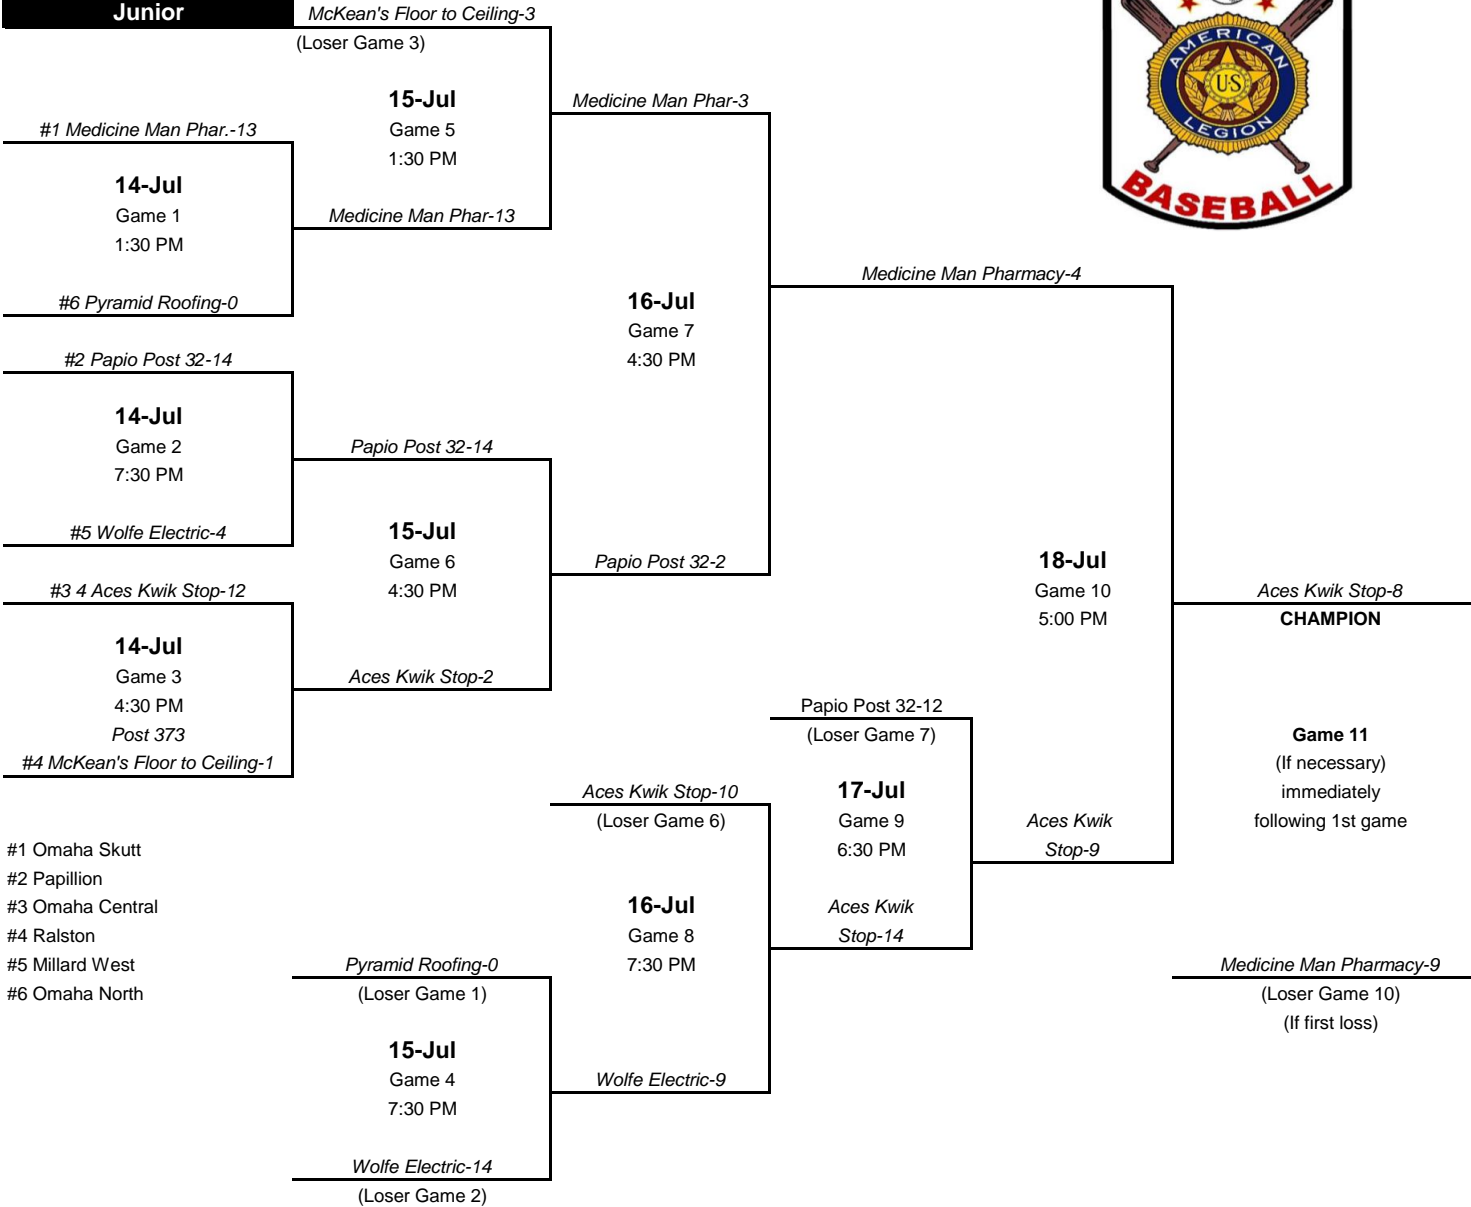 Junior
McKean's Floor to Ceiling-3
(Loser Game 3)
AMERICAN
U·S
LEGION
BASEBALL
15-Jul
Game 5
1:30 PM
Medicine Man Phar-3
#1 Medicine Man Phar.-13
14-Jul
Game 1
1:30 PM
Medicine Man Phar-13
#6 Pyramid Roofing-0
16-Jul
Game 7
4:30 PM
Medicine Man Pharmacy-4
#2 Papio Post 32-14
14-Jul
Game 2
7:30 PM
Papio Post 32-14
#5 Wolfe Electric-4
15-Jul
Game 6
4:30 PM
Papio Post 32-2
#3 4 Aces Kwik Stop-12
14-Jul
Game 3
4:30 PM
Post 373
#4 McKean's Floor to Ceiling-1
Aces Kwik Stop-2
18-Jul
Game 10
5:00 PM
Aces Kwik Stop-8
CHAMPION
Papio Post 32-12
(Loser Game 7)
17-Jul
Game 9
6:30 PM
Aces Kwik
Stop-14
Aces Kwik
Stop-9
Game 11
(If necessary)
immediately
following 1st game
Aces Kwik Stop-10
(Loser Game 6)
16-Jul
Game 8
7:30 PM
#1 Omaha Skutt
#2 Papillion
#3 Omaha Central
#4 Ralston
#5 Millard West
#6 Omaha North
Pyramid Roofing-0
(Loser Game 1)
15-Jul
Game 4
7:30 PM
Wolfe Electric-9
Wolfe Electric-14
(Loser Game 2)
Medicine Man Pharmacy-9
(Loser Game 10)
(If first loss)